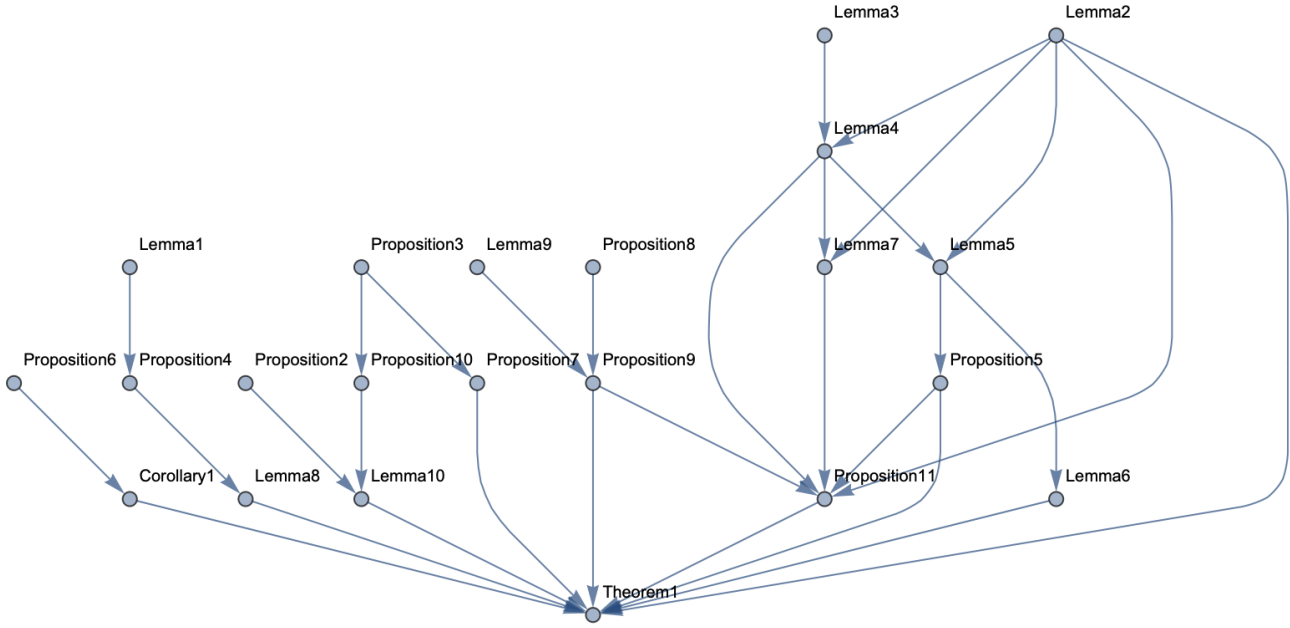 Lemma3
Lemma2
Lemma4
Lemma1
Proposition3
Lemma9
Proposition8
Lemma7
Lemma5
Proposition6
Proposition4
Proposition2
Proposition10
Proposition7
Proposition9
Proposition5
Corollary1
Lemma8
Lemma10
Proposition11
Lemma6
Theorem1